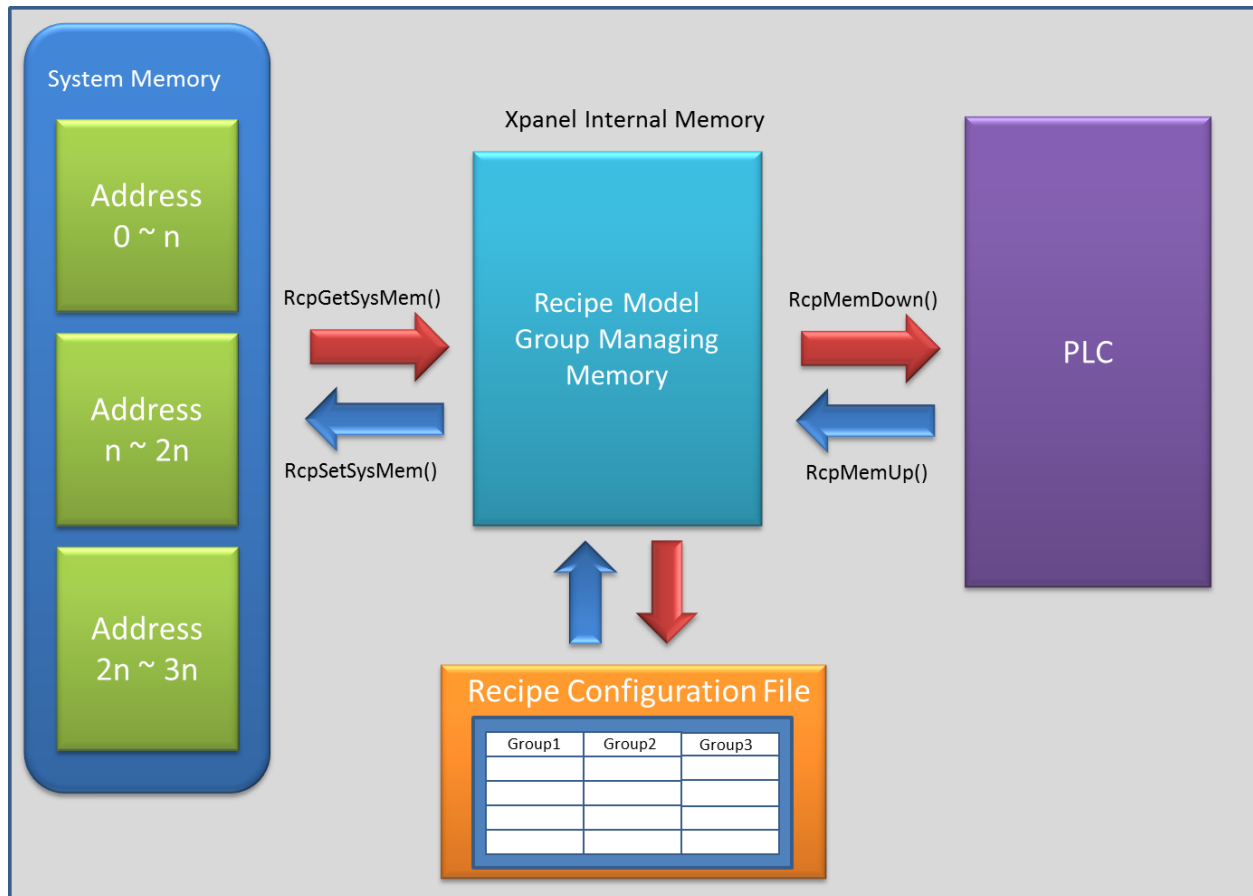 System Memory
Address
0 ~ n
Address
n ~ 2n
Address
2n ~ 3n
RcpGetSysMem()
RcpSetSysMem()
Xpanel Internal Memory
Recipe Model
Group Managing
Memory
RcpMemDown()
RcpMemUp()
PLC
Recipe Configuration File
Group1 Group2 Group3